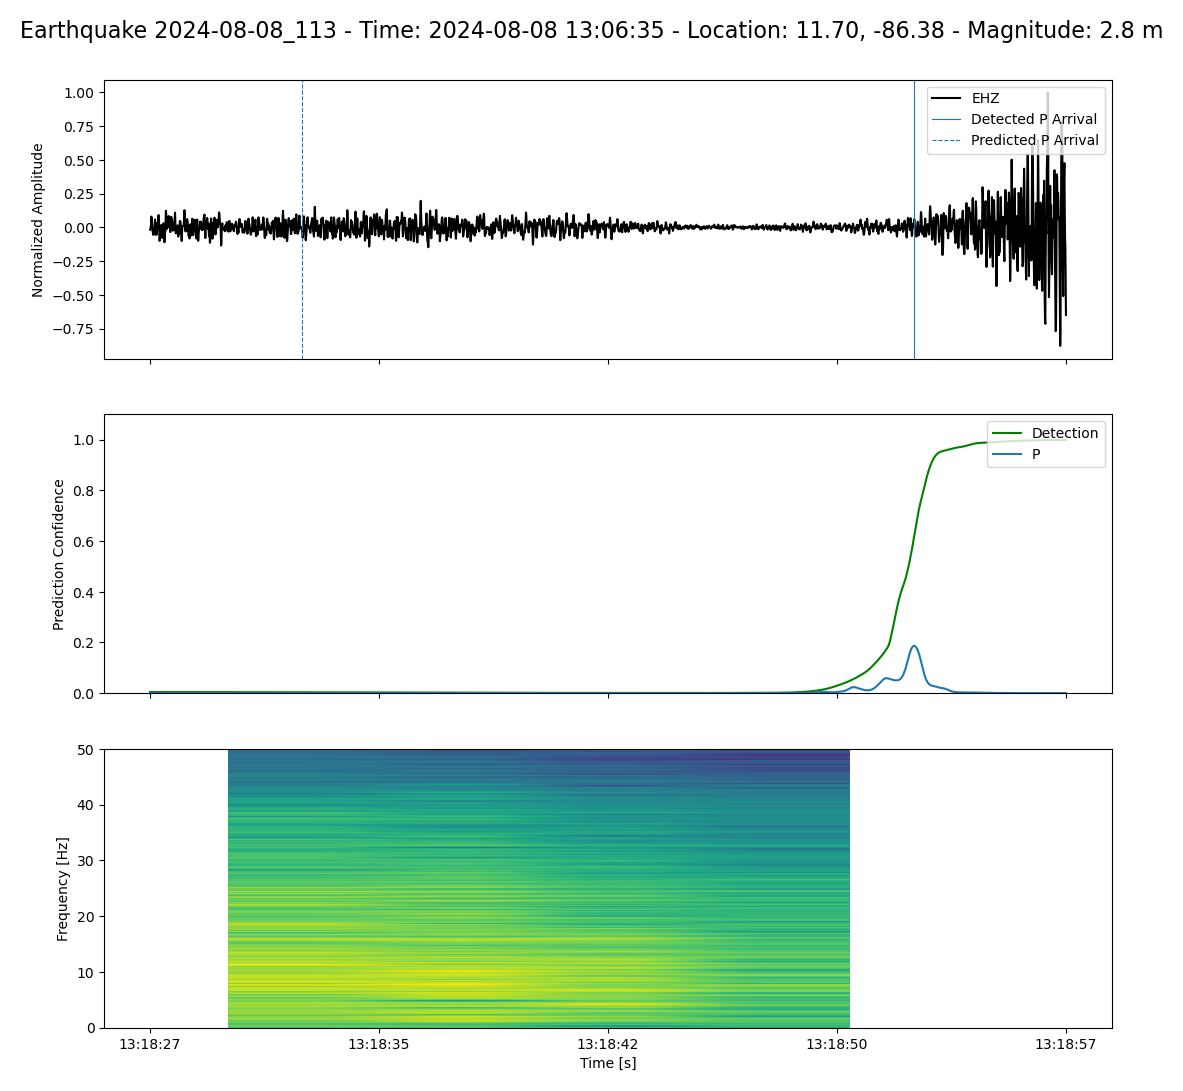 Earthquake 2024-08-08_113 - Time: 2024-08-08 13:06:35 - Location: 11.70, -86.38 - Magnitude: 2.8 m
1.00
0.75
0.50
0.25
0.00
−0.25
−0.50
−0.75
Normalized Amplitude
EHZ
Detected P Arrival
Predicted P Arrival
1.0
0.8
0.6
0.4
0.2
0.0
Prediction Confidence
Detection
P
50
40
30
20
10
0
Frequency [Hz]
13:18:27 13:18:35 13:18:42 13:18:50 13:18:57
Time [s]